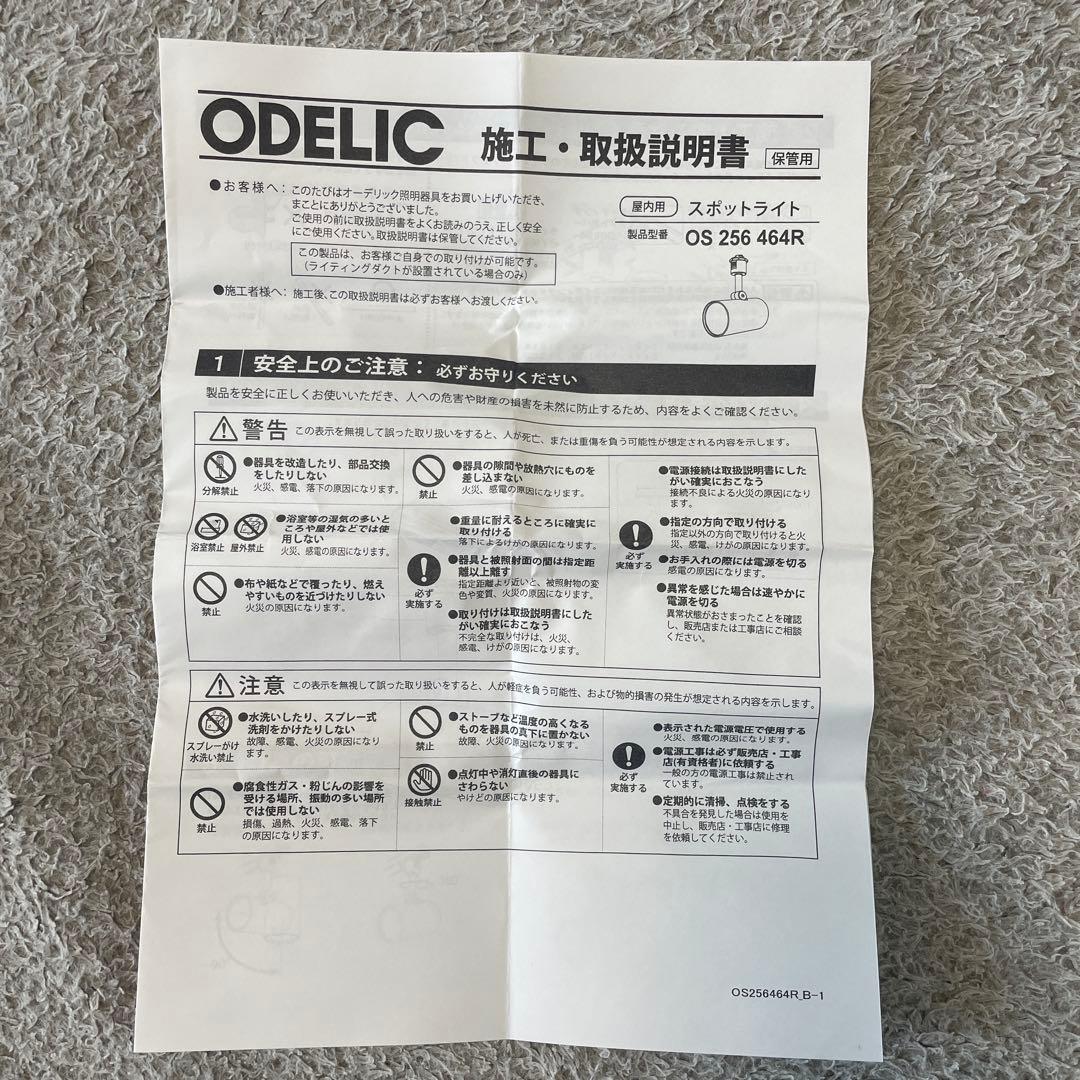 ODELIC 施工・取扱説明書 保管用
●お客様へ：このたびはオーデリック照明器具をお買い上げいただき、
まことにありがとうございました。
ご使用の前に取扱説明書をよくお読みのうえ、正しく安全
にご使用ください。取扱説明書は保管してください。
この製品は、お客様ご自身での取り付けが可能です。
（ライティングダクトが設置されている場合のみ）
●施工者様へ：施工後、この取扱説明書は必ずお客様へお渡しください。
屋内用 スポットライト
製品型番 OS 256 464R
1 安全上のご注意：必ずお守りください
製品を安全に正しくお使いいただき、人への危害や財産の損害を未然に防止するため、内容をよくご確認ください。
警告 この表示を無視して誤った取り扱いをすると、人が死亡、または重傷を負う可能性が想定される内容を示します。
分解禁止
●器具を改造したり、部品交換
をしたりしない
火災、感電、落下の原因になります。
浴室禁止 屋外禁止
●浴室等の湿気の多いと
ころや屋外などでは使
用しない
火災、感電の原因になります。
禁止
●布や紙などで覆ったり、燃え
やすいものを近づけたりしない
火災の原因になります。
禁止
●器具の隙間や放熱穴にものを
差し込まない
火災、感電の原因になります。
必ず
実施する
●重量に耐えるところに確実に
取り付ける
落下によるけがの原因になります。
●器具と被照射面の間は指定距
離以上離す
指定距離より近いと、被照射物の変
色や変質、火災の原因になります。
●取り付けは取扱説明書にした
がい確実におこなう
不完全な取り付けは、火災、
感電、けがの原因になります。
必ず
実施する
●電源接続は取扱説明書にした
がい確実におこなう
接続不良による火災の原因になり
ます。
●指定の方向で取り付ける
指定以外の方向で取り付けると火
災、感電、けがの原因になります。
●お手入れの際には電源を切る
感電の原因になります。
●異常を感じた場合は速やかに
電源を切る
異常状態がおさまったことを確認
し、販売店または工事店にご相談
ください。
注意 この表示を無視して誤った取り扱いをすると、人が軽症を負う可能性、および物的損害の発生が想定される内容を示します。
スプレーがけ
水洗い禁止
●水洗いしたり、スプレー式
洗剤をかけたりしない
故障、感電、火災の原因になり
ます。
禁止
●腐食性ガス・粉じんの影響を
受ける場所、振動の多い場所
では使用しない
損傷、過熱、火災、感電、落下
の原因になります。
禁止
●ストーブなど温度の高くなる
ものを器具の真下に置かない
故障、火災の原因になります。
接触禁止
●点灯中や消灯直後の器具に
さわらない
やけどの原因になります。
必ず
実施する
●表示された電源電圧で使用する
火災、感電の原因になります。
●電源工事は必ず販売店・工事
店(有資格者)に依頼する
一般の方の電源工事は禁止され
ています。
●定期的に清掃、点検をする
不具合を発見した場合は使用を
中止し、販売店・工事店に修理
を依頼してください。
OS256464R_B-1